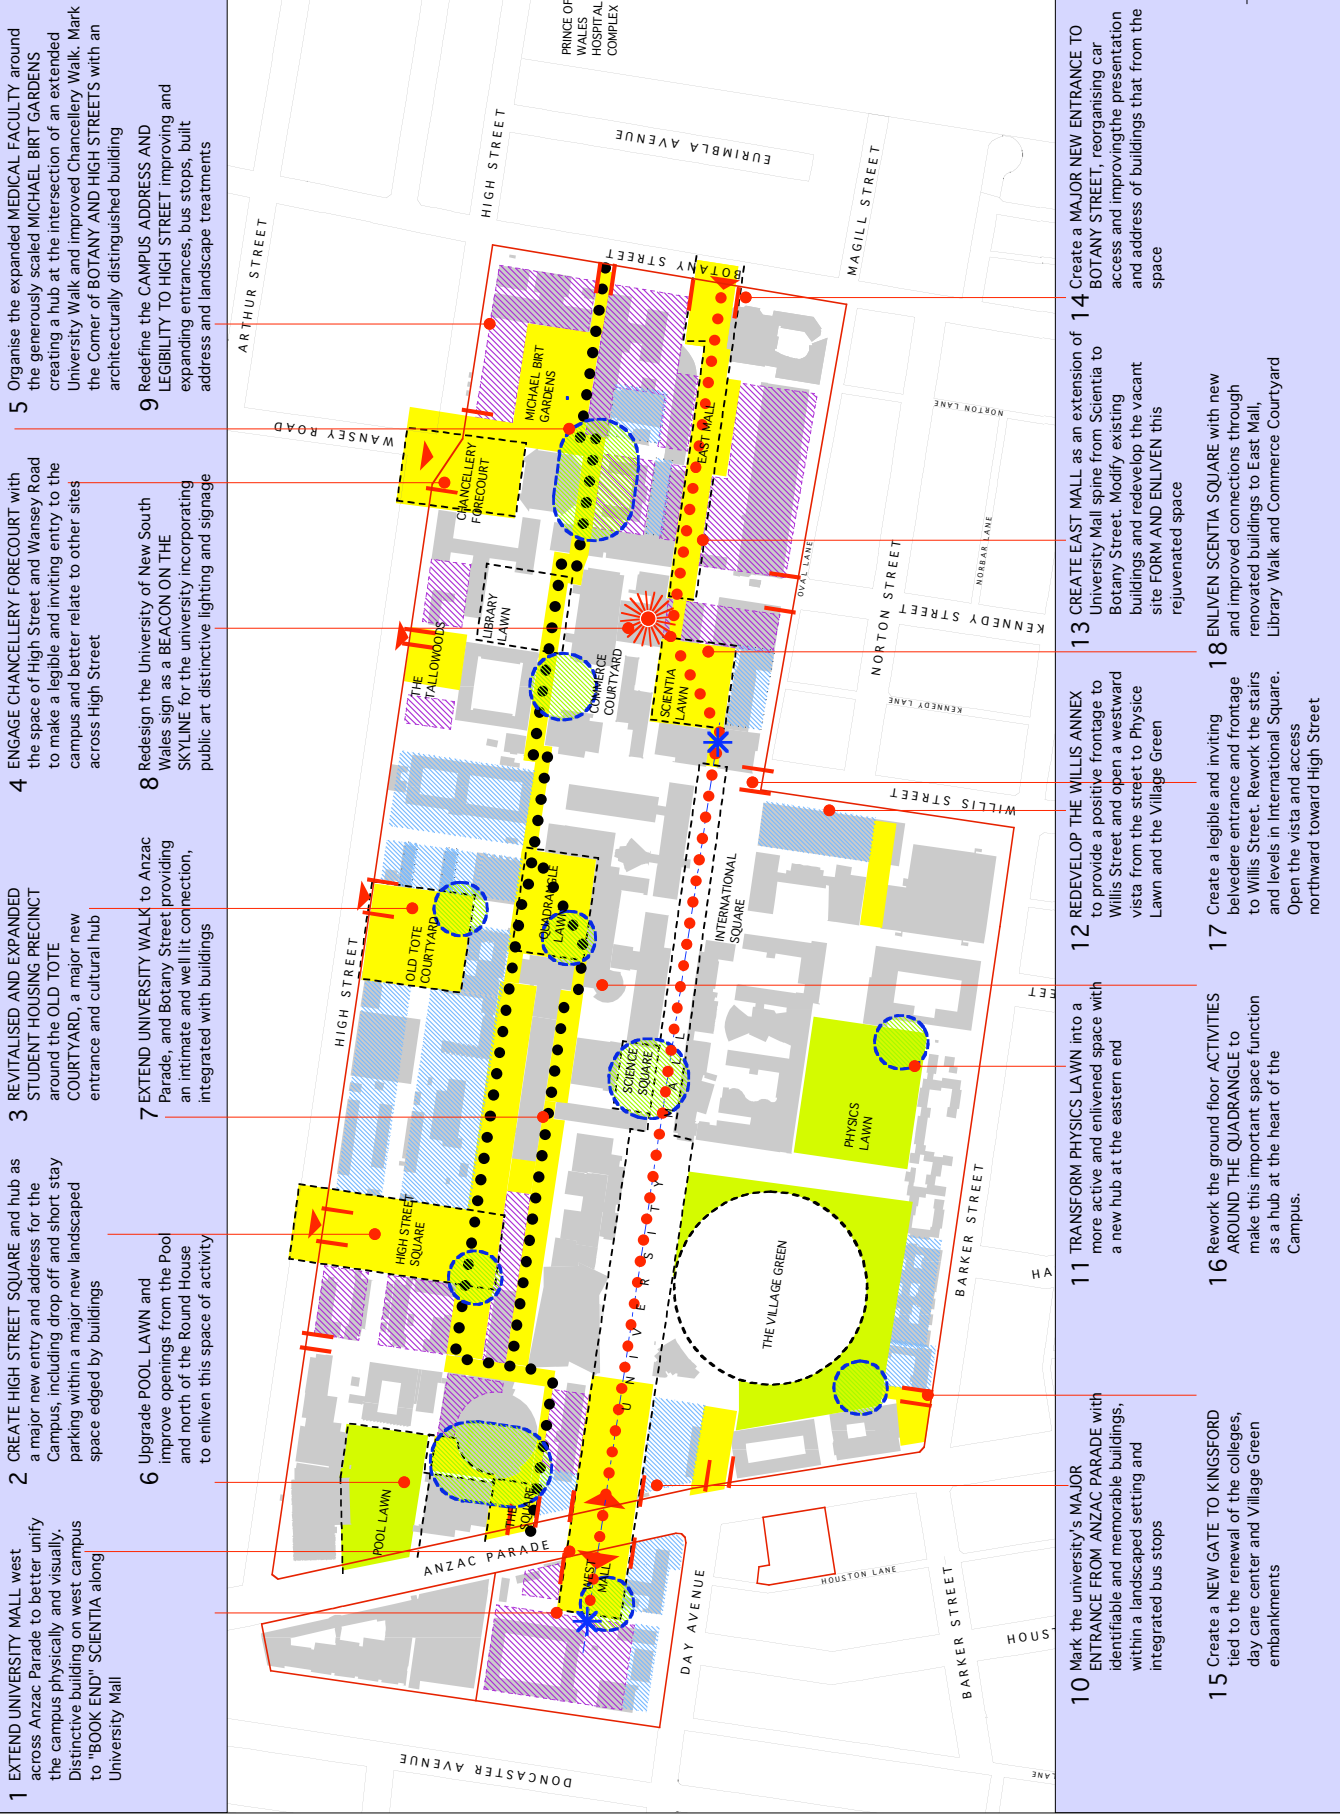 1 EXTEND UNIVERSITY MALL west
across Anzac Parade to better unify
the campus physically and visually.
Distinctive building on west campus
to "BOOK END" SCIENTIA along
University Mall
2 CREATE HIGH STREET SQUARE and hub as
a major new entry and address for the
Campus, including drop off and short stay
parking within a major new landscaped
space edged by buildings
3 REVITALISED AND EXPANDED
STUDENT HOUSING PRECINCT
around the OLD TOTE
COURTYARD, a major new
entrance and cultural hub
4 ENGAGE CHANCELLERY FORECOURT with
the space of High Street and Wansey Road
to make a legible and inviting entry to the
campus and better relate to other sites
across High Street
5 Organise the expanded MEDICAL FACULTY around
the generously scaled MICHAEL BIRT GARDENS
creating a hub at the intersection of an extended
University Walk and improved Chancellery Walk. Mark
the Corner of BOTANY AND HIGH STREETS with an
architecturally distinguished building
6 Upgrade POOL LAWN and
improve openings from the Pool
and north of the Round House
to enliven this space of activity
7 EXTEND UNIVERSITY WALK to Anzac
Parade, and Botany Street providing
an intimate and well lit connection,
integrated with buildings
8 Redesign the University of New South
Wales sign as a BEACON ON THE
SKYLINE for the university incorporating
public art distinctive lighting and signage
9 Redefine the CAMPUS ADDRESS AND
LEGIBILITY TO HIGH STREET improving and
expanding entrances, bus stops, built
address and landscape treatments
ARTHUR STREET
HIGH STREET
PRINCE OF
WALES
HOSPITAL
COMPLEX
EURIMBLA AVENUE
MAGILL STREET
BOTANY STREET
WANSEY ROAD
MICHAEL BIRT
GARDENS
CHANCELLERY
FORECOURT
EAST MALL
NORTON LANE
NORBAR LANE
OVAL LANE
NORTON STREET
KENNEDY STREET
KENNEDY LANE
WILLIS STREET
LIBRARY
LAWN
THE
TALLOWOODS
COMMERCE
COURTYARD
SCIENTIA
LAWN
HIGH STREET
OLD TOTE
COURTYARD
QUADRANGLE
LAWN
INTERNATIONAL
SQUARE
SCIENCE
SQUARE
UNIVERSITY MALL
PHYSICS
LAWN
THE VILLAGE GREEN
HIGH STREET
SQUARE
POOL LAWN
THE
SQUARE
WEST
MALL
ANZAC PARADE
BARKER STREET
EET
HA
DAY AVENUE
HOUSTON LANE
BARKER STREET
HOUST
LANE
DONCASTER AVENUE
10 Mark the university's MAJOR
ENTRANCE FROM ANZAC PARADE with
identifiable and memorable buildings,
within a landscaped setting and
integrated bus stops
11 TRANSFORM PHYSICS LAWN into a
more active and enlivened space with
a new hub at the eastern end
12 REDEVELOP THE WILLIS ANNEX
to provide a positive frontage to
Willis Street and open a westward
vista from the street to Physice
Lawn and the Village Green
13 CREATE EAST MALL as an extension of
University Mall spine from Scientia to
Botany Street. Modify existing
buildings and redevelop the vacant
site FORM AND ENLIVEN this
rejuvenated space
14 Create a MAJOR NEW ENTRANCE TO
BOTANY STREET, reorganising car
access and improvingthe presentation
and address of buildings that from the
space
15 Create a NEW GATE TO KINGSFORD
tied to the renewal of the colleges,
day care center and Village Green
embankments
16 Rework the ground floor ACTIVITIES
AROUND THE QUADRANGLE to
make this important space function
as a hub at the heart of the
Campus.
17 Create a legible and inviting
belvedere entrance and frontage
to Willis Street. Rework the stairs
and levels in International Square.
Open the vista and access
northward toward High Street
18 ENLIVEN SCIENTIA SQUARE with new
and improved connections through
renovated buildings to East Mall,
Library Walk and Commerce Courtyard